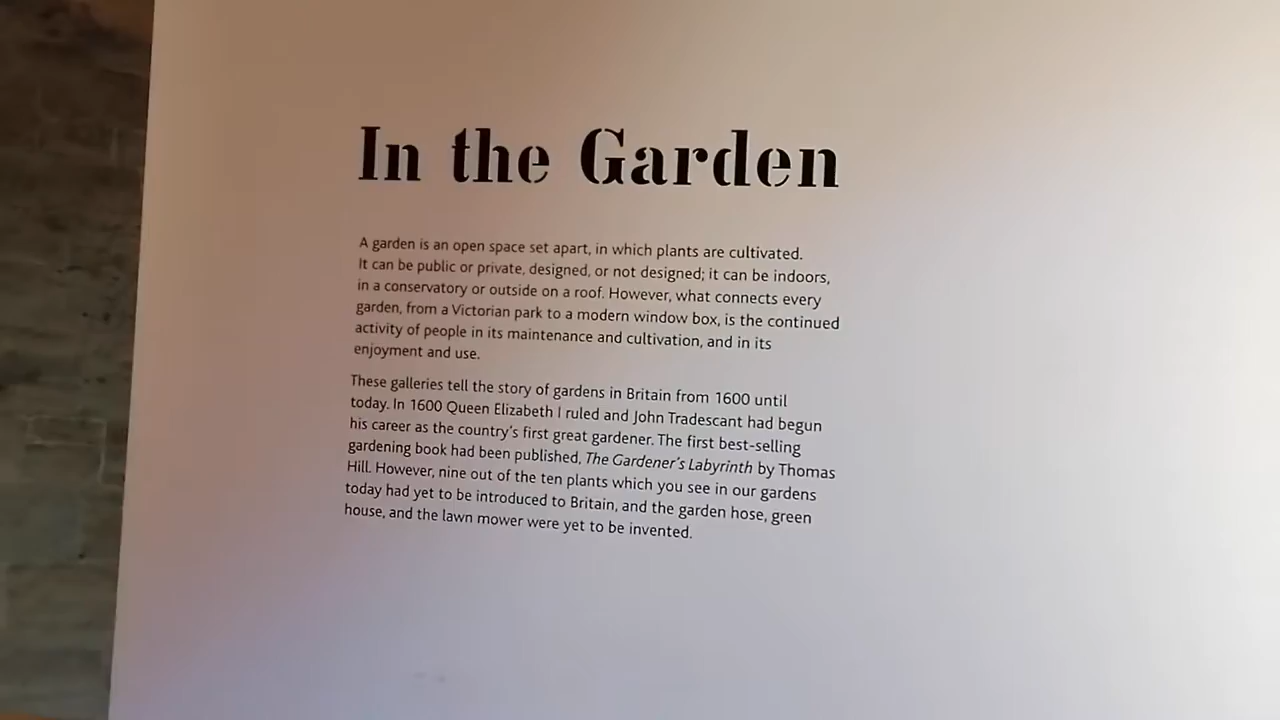 In the Garden
A garden is an open space set apart, in which plants are cultivated.
It can be public or private, designed, or not designed; it can be indoors,
in a conservatory or outside on a roof. However, what connects every
garden, from a Victorian park to a modern window box, is the continued
activity of people in its maintenance and cultivation, and in its
enjoyment and use.
These galleries tell the story of gardens in Britain from 1600 until
today. In 1600 Queen Elizabeth I ruled and John Tradescant had begun
his career as the country's first great gardener. The first best-selling
gardening book had been published, The Gardener's Labyrinth by Thomas
Hill. However, nine out of the ten plants which you see in our gardens
today had yet to be introduced to Britain, and the garden hose, green
house, and the lawn mower were yet to be invented.